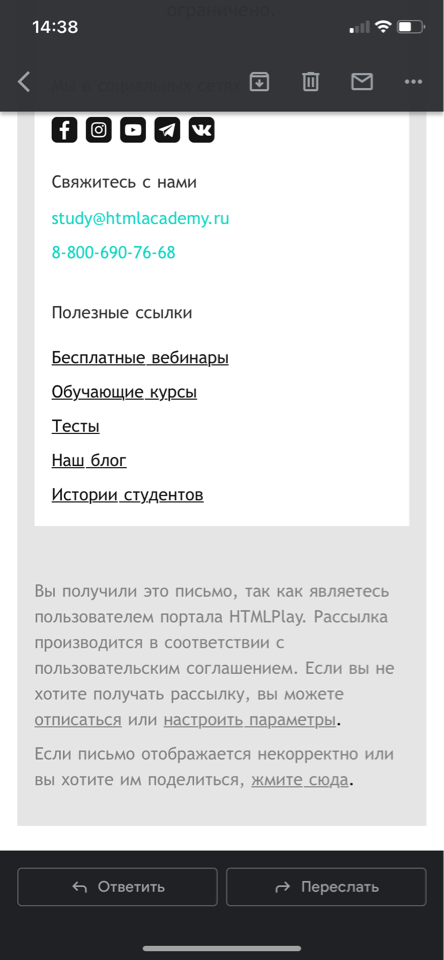 14:38
ограничено.
Мы в социальных сетях
Свяжитесь с нами
study@htmlacademy.ru
8-800-690-76-68
Полезные ссылки
Бесплатные вебинары
Обучающие курсы
Тесты
Наш блог
Истории студентов
Вы получили это письмо, так как являетесь
пользователем портала HTMLPlay. Рассылка
производится в соответствии с
пользовательским соглашением. Если вы не
хотите получать рассылку, вы можете
отписаться или настроить параметры.
Если письмо отображается некорректно или
вы хотите им поделиться, жмите сюда.
Ответить
Переслать